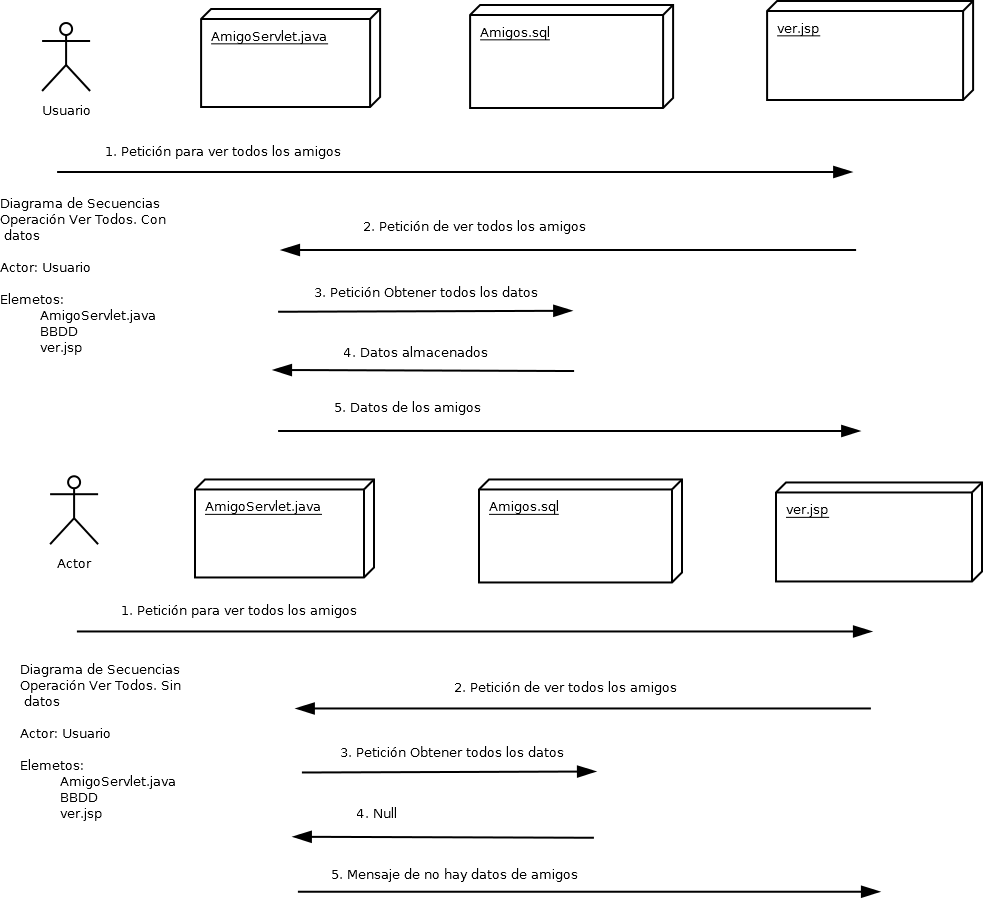 AmigoServlet.java
Amigos.sql
ver.jsp
Usuario
1. Petición para ver todos los amigos
Diagrama de Secuencias
Operación Ver Todos. Con
datos
Actor: Usuario
Elemetos:
AmigoServlet.java
BBDD
ver.jsp
2. Petición de ver todos los amigos
3. Petición Obtener todos los datos
4. Datos almacenados
5. Datos de los amigos
AmigoServlet.java
Amigos.sql
ver.jsp
Actor
1. Petición para ver todos los amigos
Diagrama de Secuencias
Operación Ver Todos. Sin
datos
Actor: Usuario
Elemetos:
AmigoServlet.java
BBDD
ver.jsp
2. Petición de ver todos los amigos
3. Petición Obtener todos los datos
4. Null
5. Mensaje de no hay datos de amigos